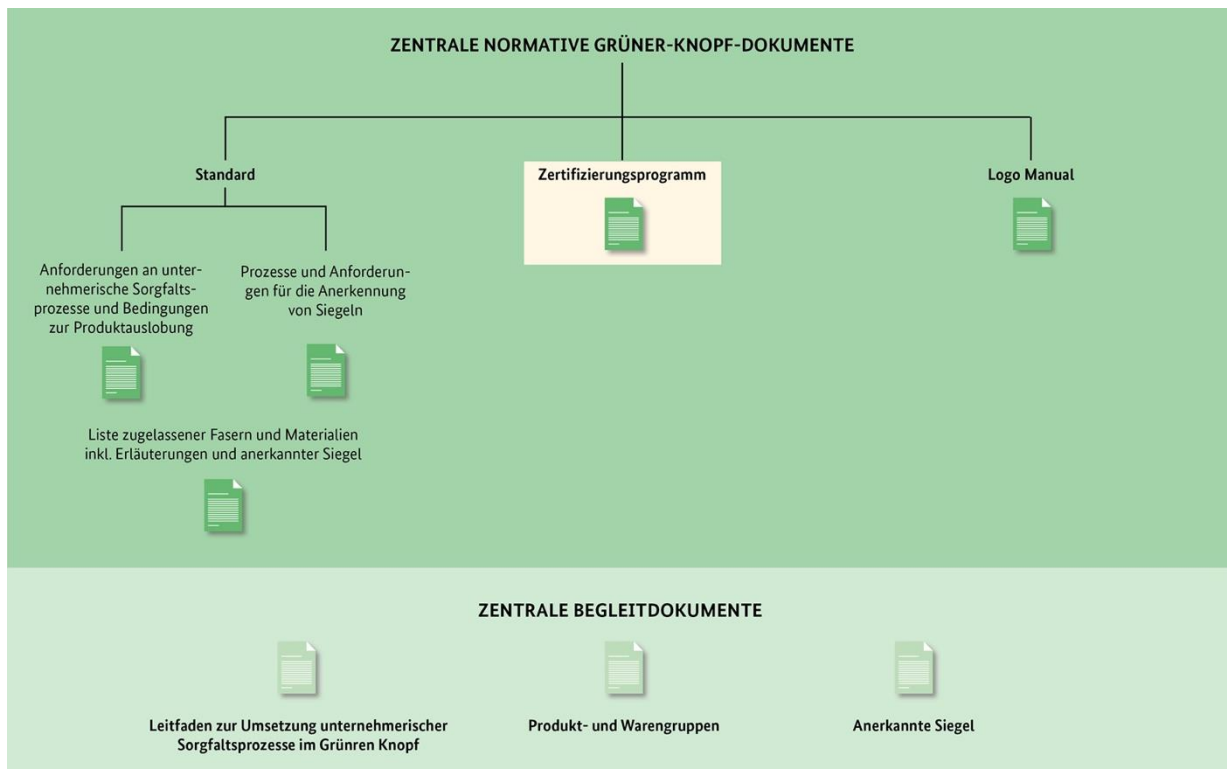 ZENTRALE NORMATIVE GRÜNER-KNOPF-DOKUMENTE
Standard
Zertifizierungsprogramm
Logo Manual
Anforderungen an unter-
nehmerische Sorgfalts-
prozesse und Bedingungen
zur Produktauslobung
Prozesse und Anforderun-
gen für die Anerkennung
von Siegeln
Liste zugelassener Fasern und Materialien
inkl. Erläuterungen und anerkannter Siegel
ZENTRALE BEGLEITDOKUMENTE
Leitfaden zur Umsetzung unternehmerischer
Sorgfaltsprozesse im Grünren Knopf
Produkt- und Warengruppen
Anerkannte Siegel